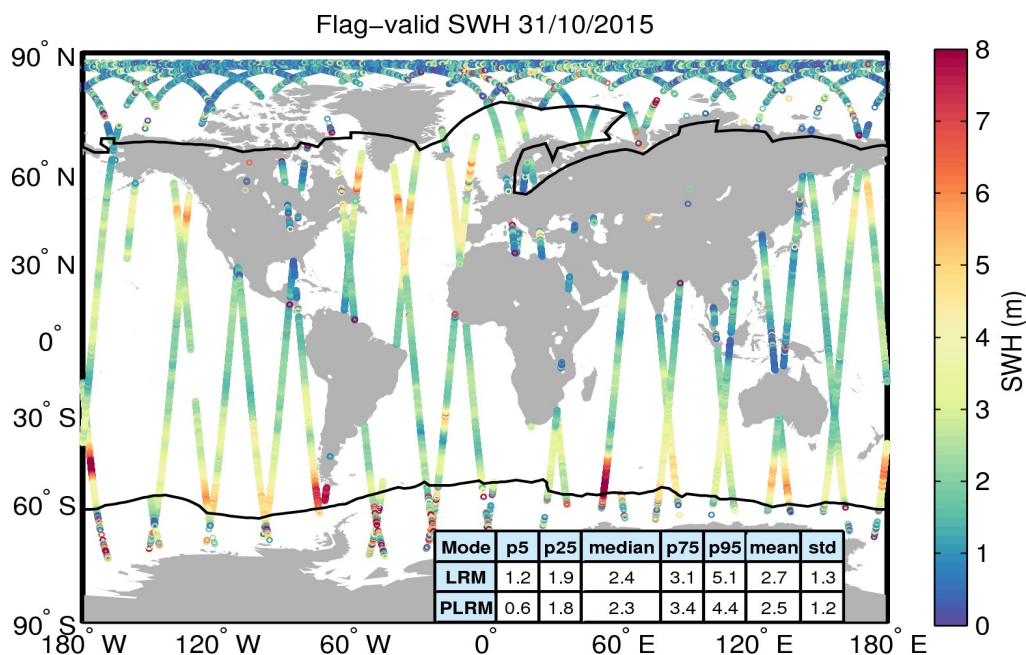 Flag−valid SWH 31/10/2015
90° N
60° N
30° N
0°
30° S
60° S
90° S
180° W
120° W
60° W
0°
60° E
120° E
180° E
Mode p5 p25 median p75 p95 mean std
LRM 1.2 1.9 2.4 3.1 5.1 2.7 1.3
PLRM 0.6 1.8 2.3 3.4 4.4 2.5 1.2
8
7
6
5
4
3
2
1
0
SWH (m)